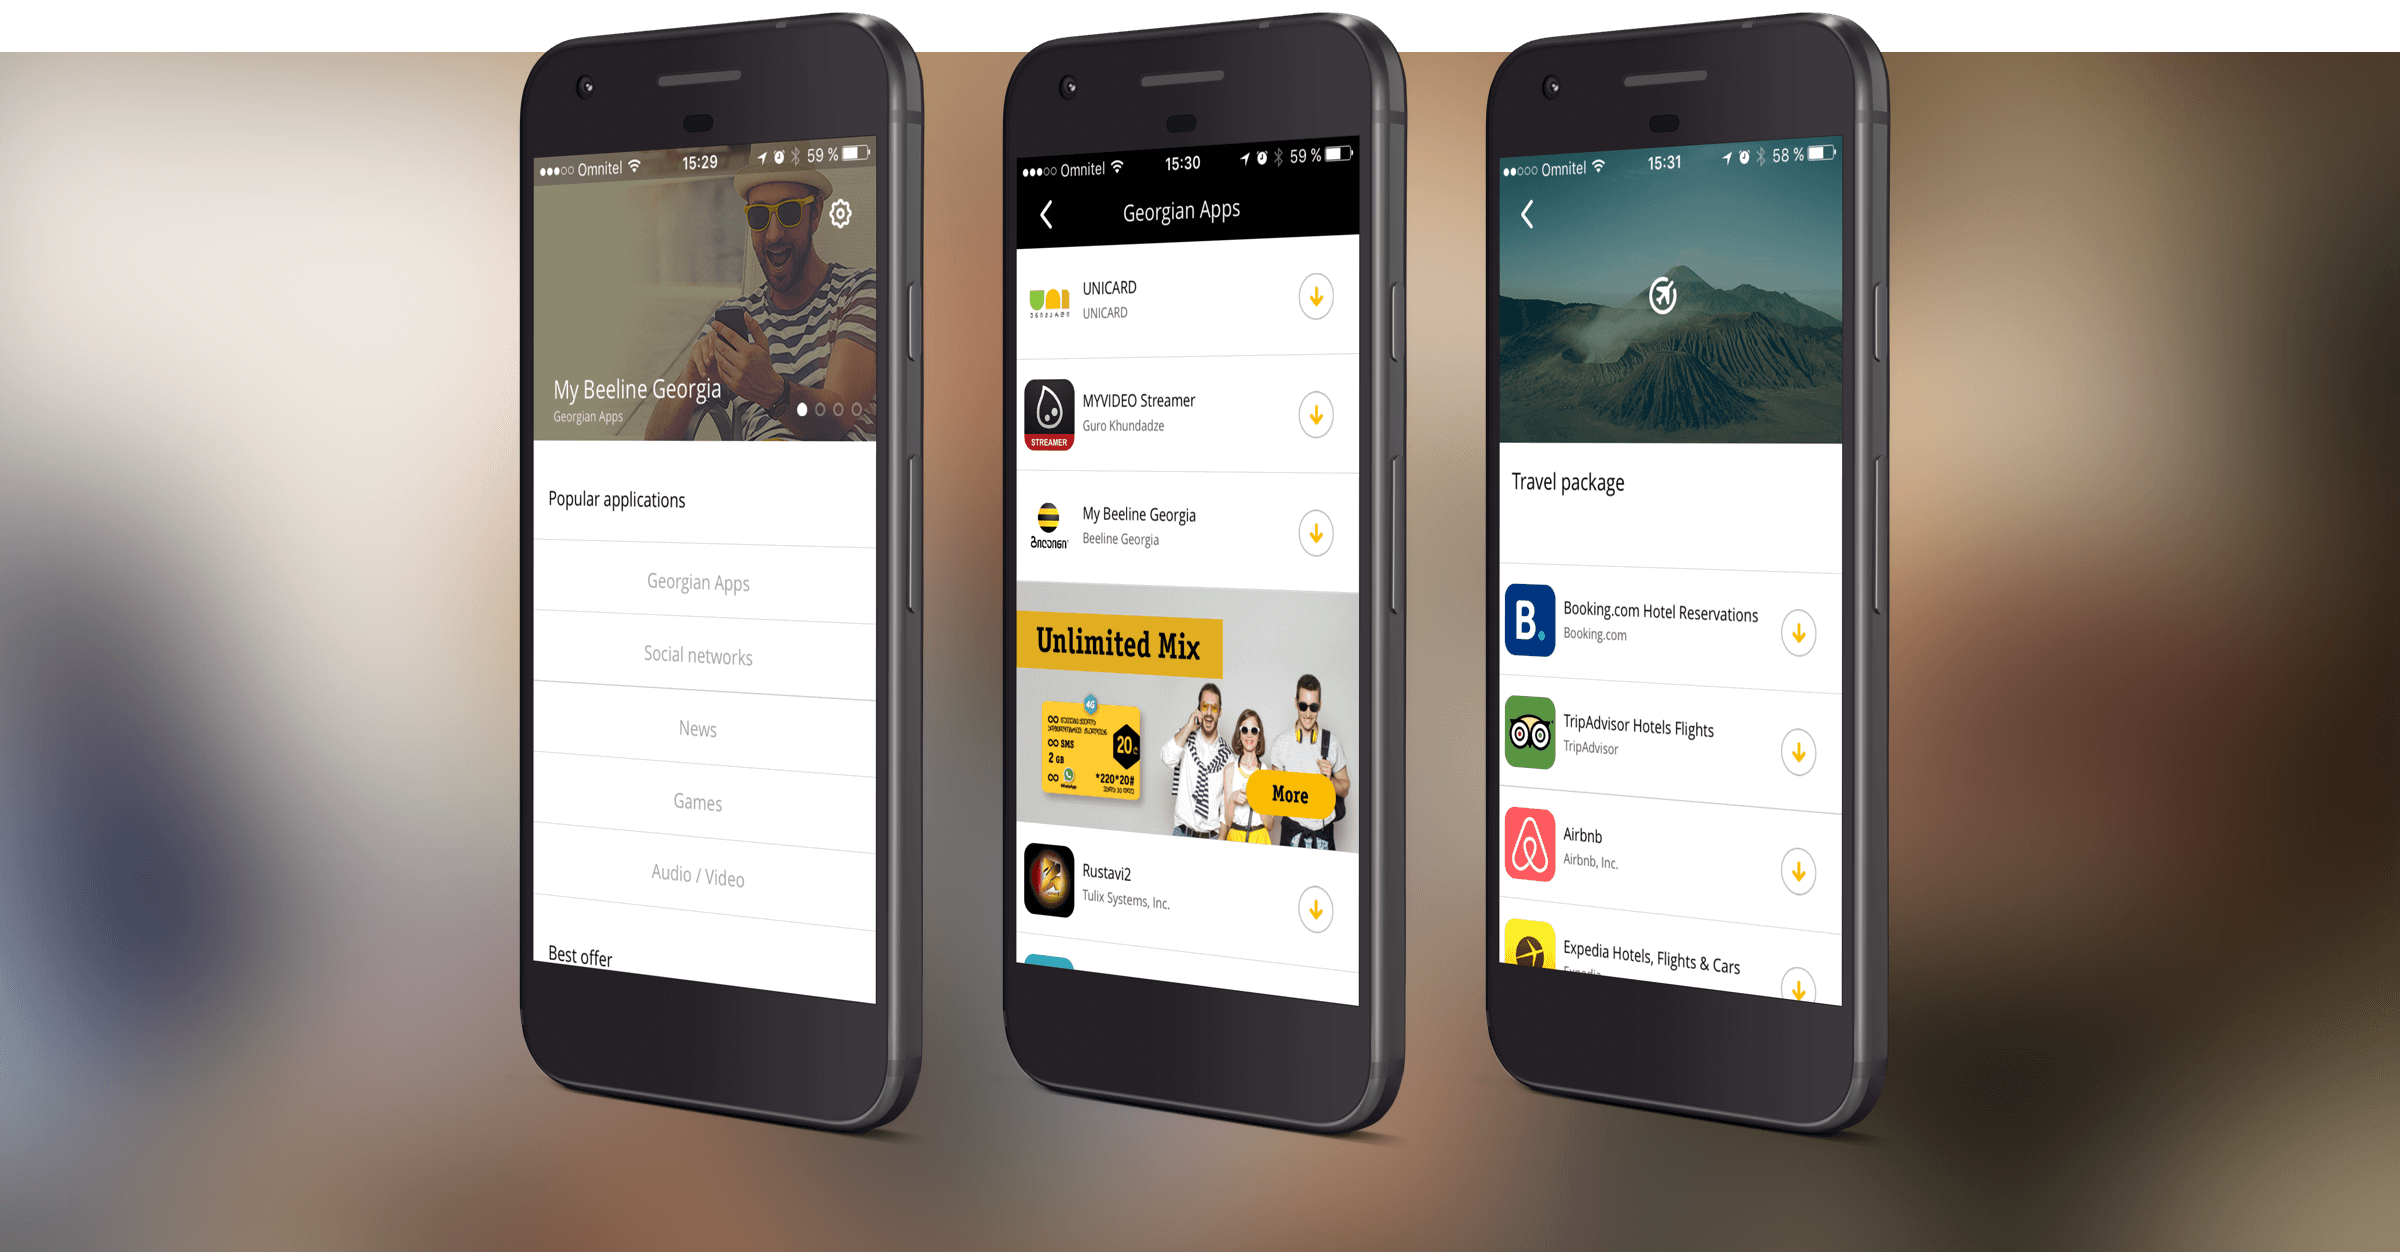 Omnitel 15:29 59 %
My Beeline Georgia
Georgian Apps
Popular applications
Georgian Apps
Social networks
News
Games
Audio / Video
Best offer
Omnitel 15:30 59 %
Georgian Apps
UNICARD
UNICARD
უნიქარდი
MYVIDEO Streamer
Guro Khundadze
STREAMER
My Beeline Georgia
Beeline Georgia
ბილაინი
Unlimited Mix
4G
∞ SMS
2 GB
∞ WhatsApp
20
*220*20#
More
Rustavi2
Tulix Systems, Inc.
Omnitel 15:31 58 %
Travel package
B.
Booking.com Hotel Reservations
Booking.com
TripAdvisor Hotels Flights
TripAdvisor
Airbnb
Airbnb, Inc.
Expedia Hotels, Flights & Cars
Expedia